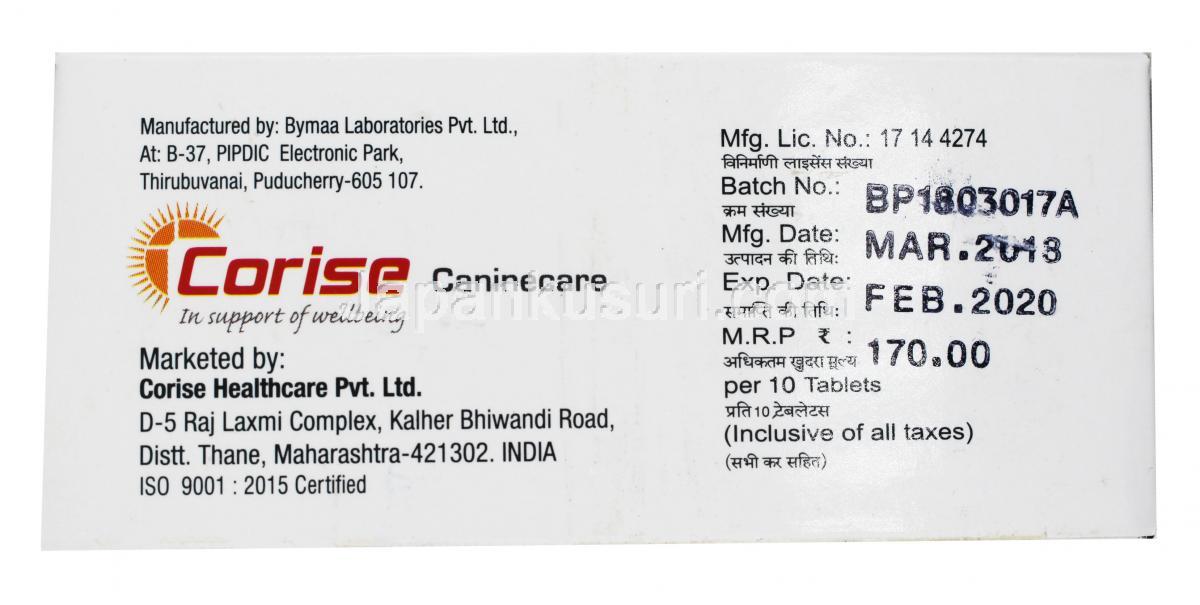 Manufactured by: Bymaa Laboratories Pvt. Ltd.,
At: B-37, PIPDIC Electronic Park,
Thirubuvanai, Puducherry-605 107.
Corise Caninecare
In support of wellbeing
Marketed by:
Corise Healthcare Pvt. Ltd.
D-5 Raj Laxmi Complex, Kalher Bhiwandi Road,
Distt. Thane, Maharashtra-421302. INDIA
ISO 9001 : 2015 Certified
Mfg. Lic. No.: 17 14 4274
विनिर्माणी लाइसेंस संख्या
Batch No.: BP1803017A
क्रम संख्या
Mfg. Date: MAR.2018
उत्पादन की तिथि:
Exp. Date: FEB.2020
समाप्ति की तिथि:
M.R.P ₹ : 170.00
अधिकतम खुदरा मूल्य
per 10 Tablets
प्रति 10 टेबलेटस
(Inclusive of all taxes)
(सभी कर सहित)
Japankusuri.com